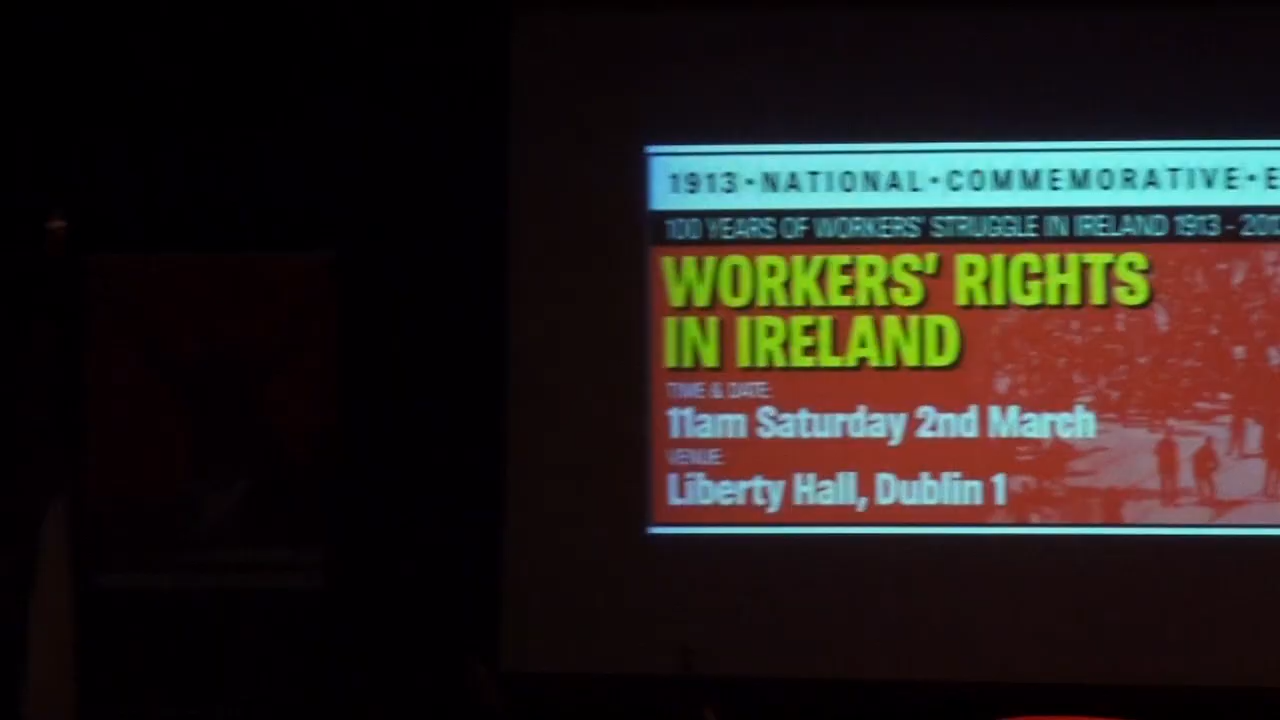 1913•NATIONAL•COMMEMORATIVE•E
100 YEARS OF WORKERS' STRUGGLE IN IRELAND 1913 - 201
WORKERS' RIGHTS
IN IRELAND
TIME & DATE:
11am Saturday 2nd March
VENUE:
Liberty Hall, Dublin 1